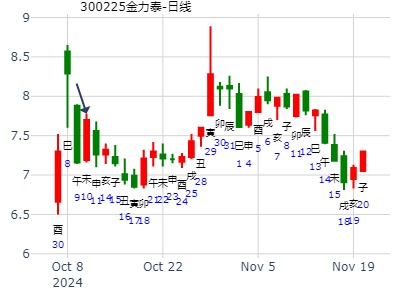 300225金力泰-日线
9
8.5
8
7.5
7
6.5
6
酉 巳 午 未 申 亥 子 丑 寅 卯 午 未 申 酉 戌 丑 寅 卯 辰 巳 申 酉 戌 亥 子 卯 辰 巳 午 未 戌 亥 子
30 8 9 10 11 14 15 16 17 18 21 22 23 24 25 28 29 30 31 1 4 5 6 7 8 11 12 13 14 15 18 19 20
Oct 8
2024
Oct 22
Nov 5
Nov 19